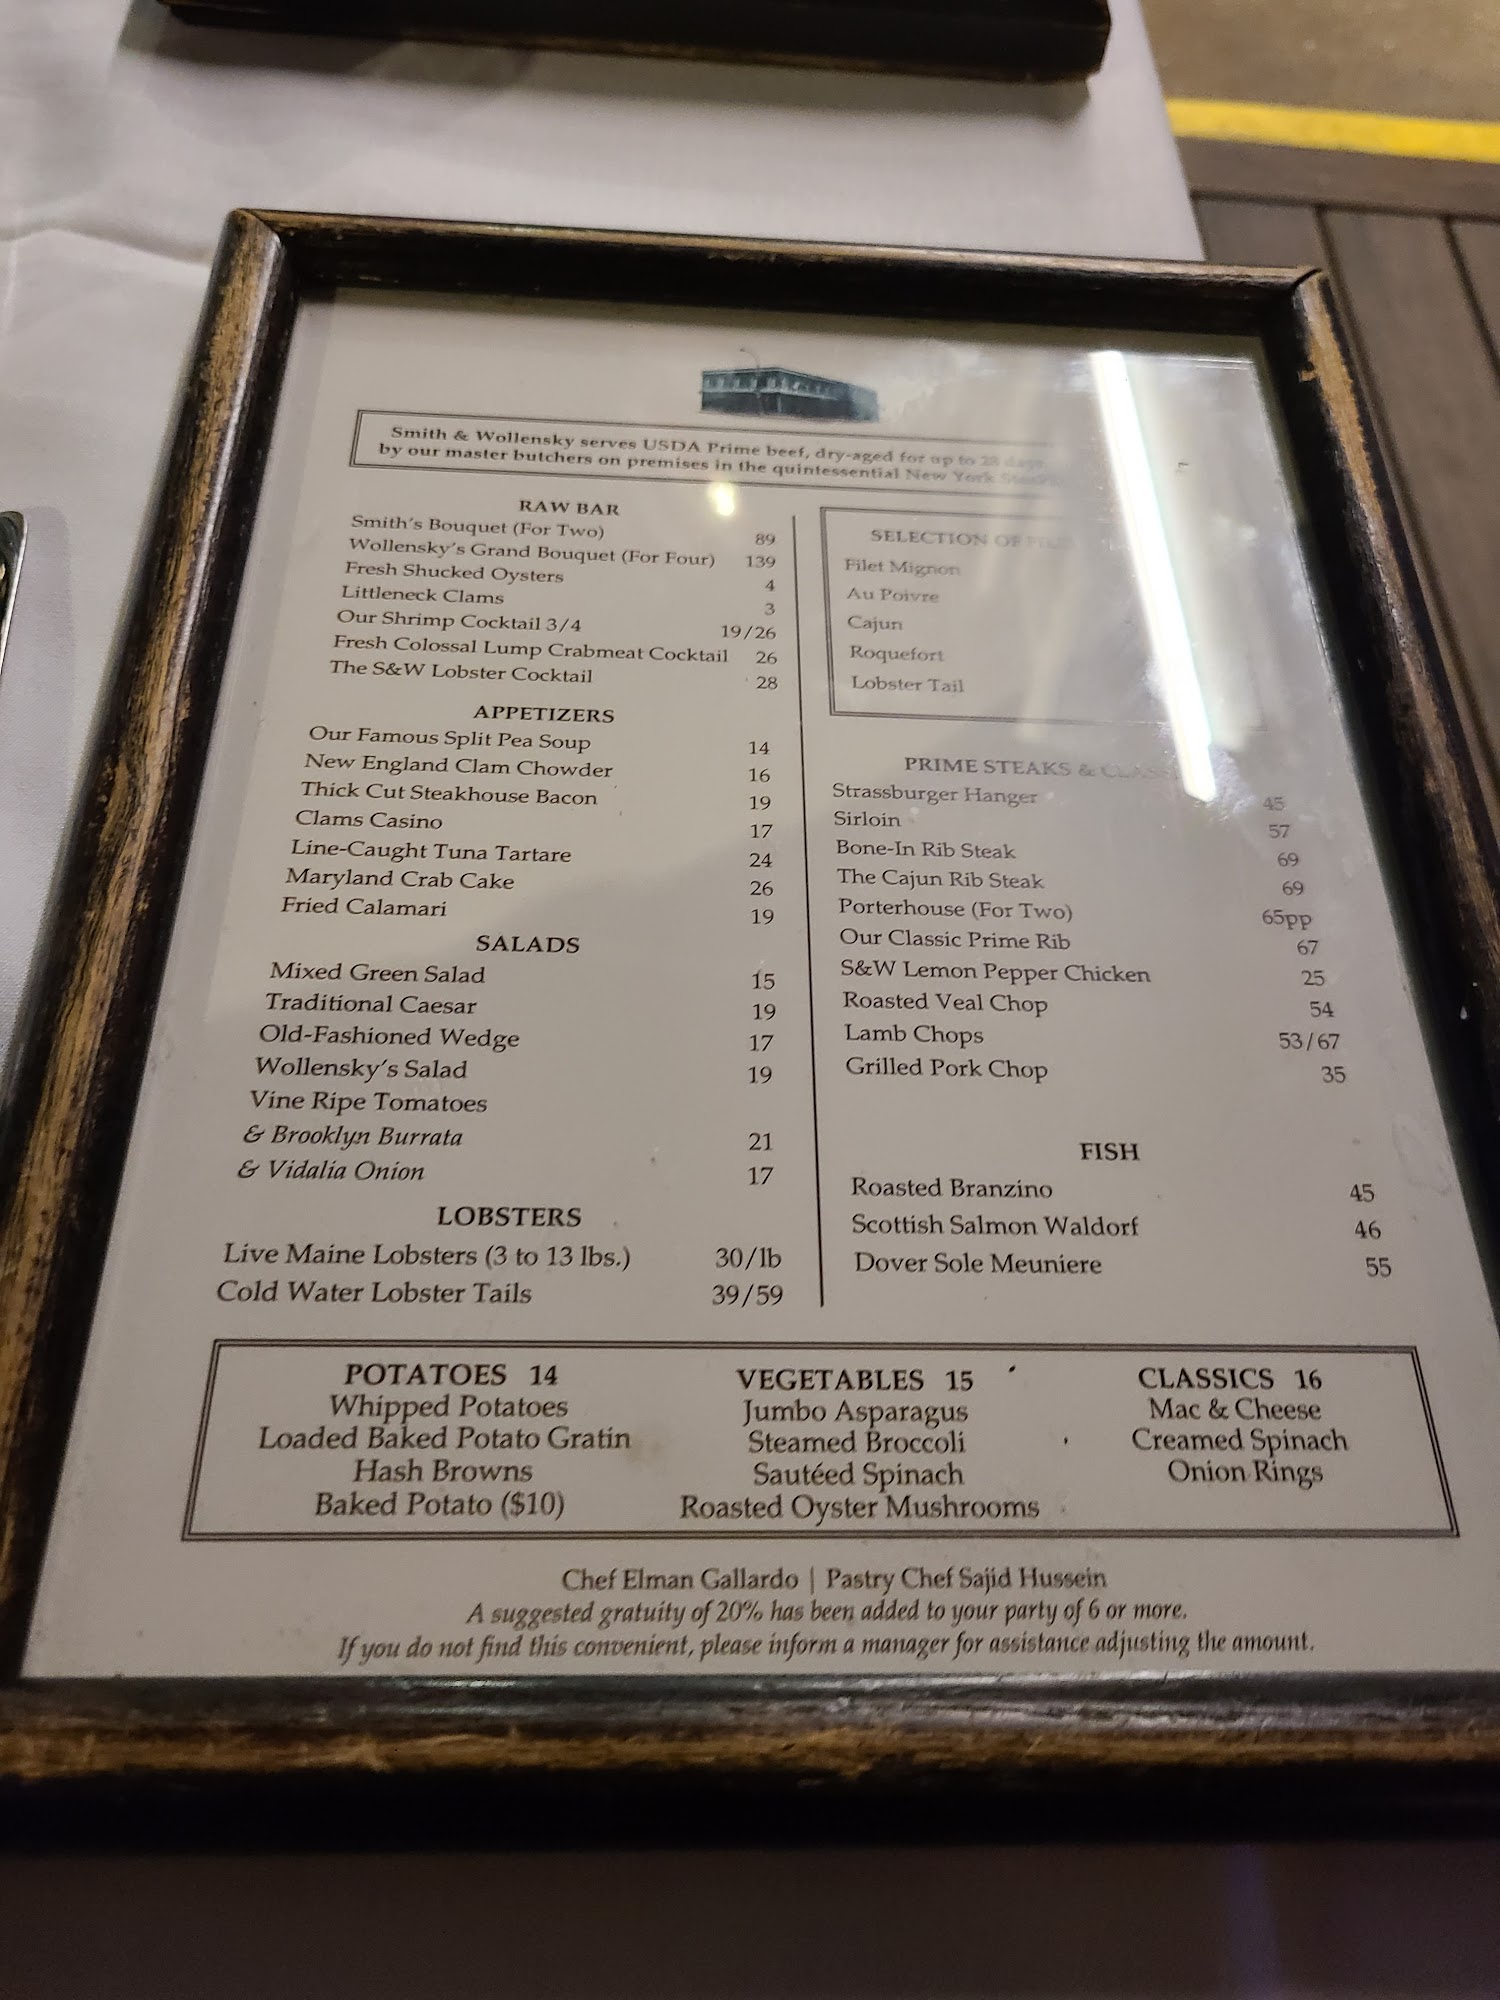 Smith & Wollensky serves USDA Prime beef, dry-aged for up to 28 days
by our master butchers on premises in the quintessential New York
RAW BAR
Smith's Bouquet (For Two) 89
Wollensky's Grand Bouquet (For Four) 139
Fresh Shucked Oysters 4
Littleneck Clams 3
Our Shrimp Cocktail 3/4 19/26
Fresh Colossal Lump Crabmeat Cocktail 26
The S&W Lobster Cocktail 28
APPETIZERS
Our Famous Split Pea Soup 14
New England Clam Chowder 16
Thick Cut Steakhouse Bacon 19
Clams Casino 17
Line-Caught Tuna Tartare 24
Maryland Crab Cake 26
Fried Calamari 19
SALADS
Mixed Green Salad 15
Traditional Caesar 19
Old-Fashioned Wedge 17
Wollensky's Salad 19
Vine Ripe Tomatoes
& Brooklyn Burrata 21
& Vidalia Onion 17
LOBSTERS
Live Maine Lobsters (3 to 13 lbs.) 30/lb
Cold Water Lobster Tails 39/59
SELECTION OF
Filet Mignon
Au Poivre
Cajun
Roquefort
Lobster Tail
PRIME STEAKS &
Strassburger Hanger 45
Sirloin 57
Bone-In Rib Steak 69
The Cajun Rib Steak 69
Porterhouse (For Two) 65pp
Our Classic Prime Rib 67
S&W Lemon Pepper Chicken 25
Roasted Veal Chop 54
Lamb Chops 53/67
Grilled Pork Chop 35
FISH
Roasted Branzino 45
Scottish Salmon Waldorf 46
Dover Sole Meuniere 55
POTATOES 14
Whipped Potatoes
Loaded Baked Potato Gratin
Hash Browns
Baked Potato ($10)
VEGETABLES 15
Jumbo Asparagus
Steamed Broccoli
Sautéed Spinach
Roasted Oyster Mushrooms
CLASSICS 16
Mac & Cheese
Creamed Spinach
Onion Rings
Chef Elman Gallardo | Pastry Chef Sajid Hussein
A suggested gratuity of 20% has been added to your party of 6 or more.
If you do not find this convenient, please inform a manager for assistance adjusting the amount.